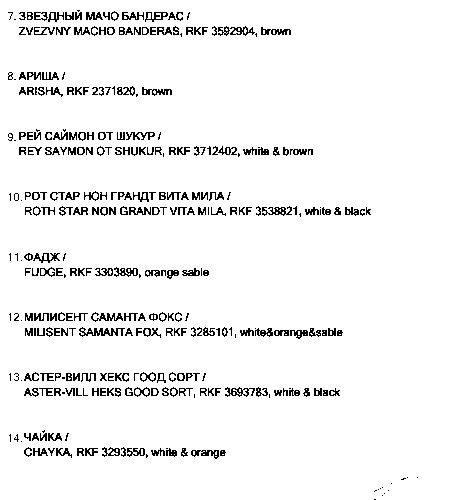 7. ЗВЕЗДНЫЙ МАЧО БАНДЕРАС /
ZVEZVNY MACHO BANDERAS, RKF 3592904, brown
8. АРИША /
ARISHA, RKF 2371820, brown
9. РЕЙ САЙМОН ОТ ШУКУР /
REY SAYMON OT SHUKUR, RKF 3712402, white & brown
10. РОТ СТАР НОН ГРАНДТ ВИТА МИЛА /
ROTH STAR NON GRANDT VITA MILA, RKF 3538821, white & black
11. ФАДЖ /
FUDGE, RKF 3303890, orange sable
12. МИЛИСЕНТ САМАНТА ФОКС /
MILISENT SAMANTA FOX, RKF 3285101, white&orange&sable
13. АСТЕР-ВИЛЛ ХЕКС ГООД СОРТ /
ASTER-VILL HEKS GOOD SORT, RKF 3693783, white & black
14. ЧАЙКА /
CHAYKA, RKF 3293550, white & orange